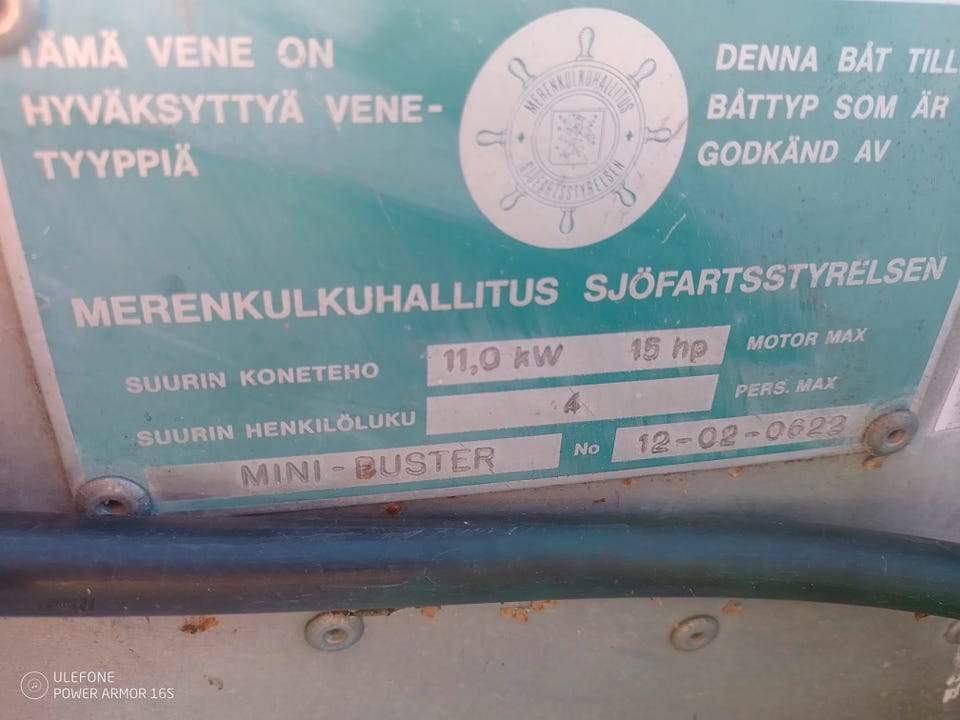 TÄMÄ VENE ON
HYVÄKSYTTYÄ VENE-
TYYPPIÄ
MERENKULKUHALLITUS
SJÖFARTSSTYRELSEN
DENNA BÅT TILL
BÅTTYP SOM ÄR
GODKÄND AV
MERENKULKUHALLITUS SJÖFARTSSTYRELSEN
SUURIN KONETEHO 11,0 kW 15 hp MOTOR MAX
SUURIN HENKILÖLUKU 4 PERS. MAX
MINI-BUSTER No 12-02-0622
ULEFONE
POWER ARMOR 16S